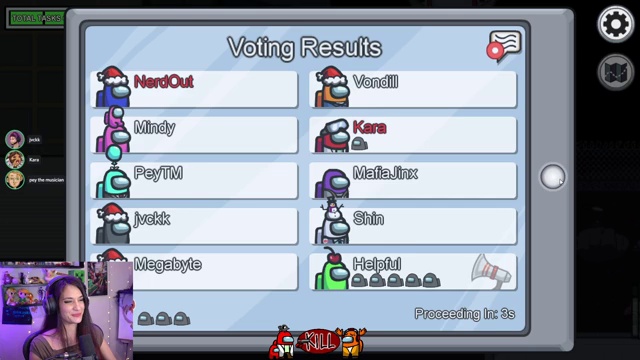 TOTAL TASKS
Voting Results
NerdOut
Vondill
Mindy
Kara
PeyTM
MafiaJinx
jvckk
Shin
Megabyte
Helpful
Proceeding In: 3s
jvckk
Kara
pey the musician
KILL